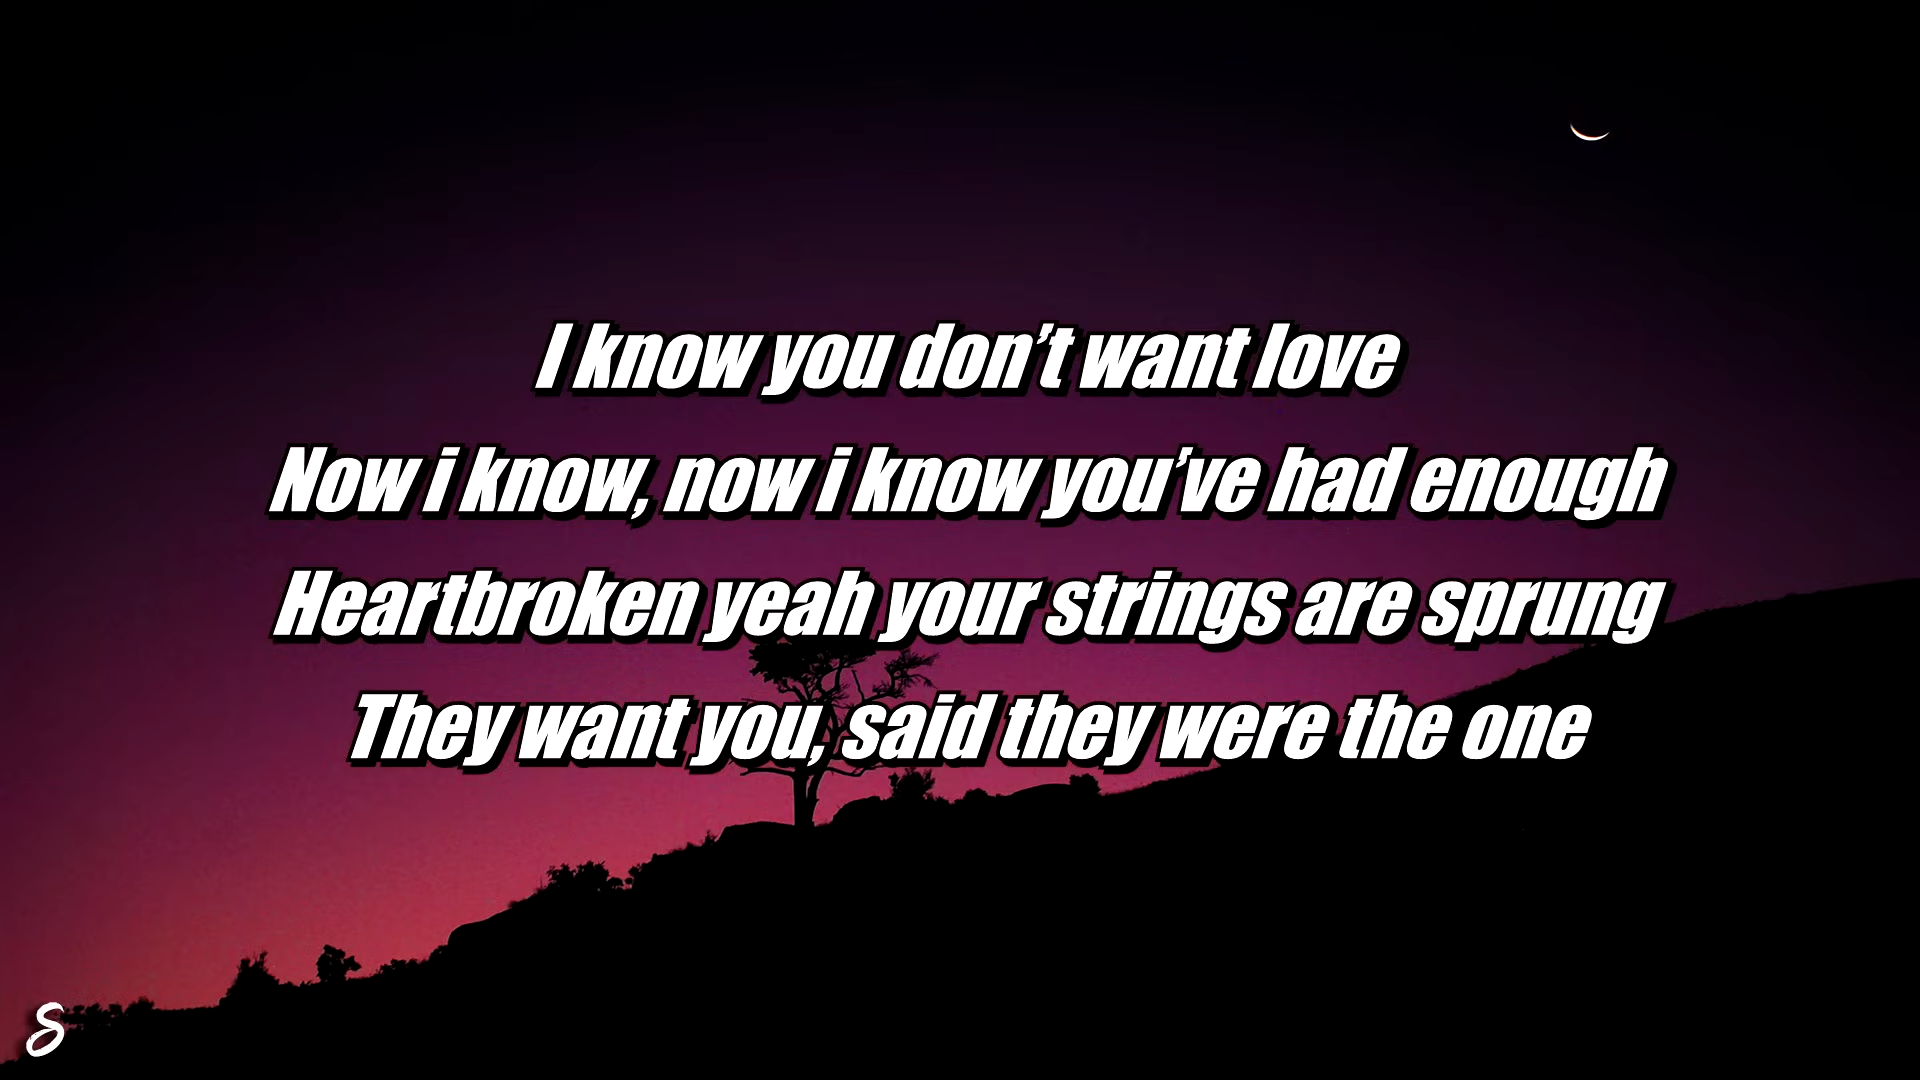 I know you don’t want love
Now i know, now i know you’ve had enough
Heartbroken yeah your strings are sprung
They want you, said they were the one
S